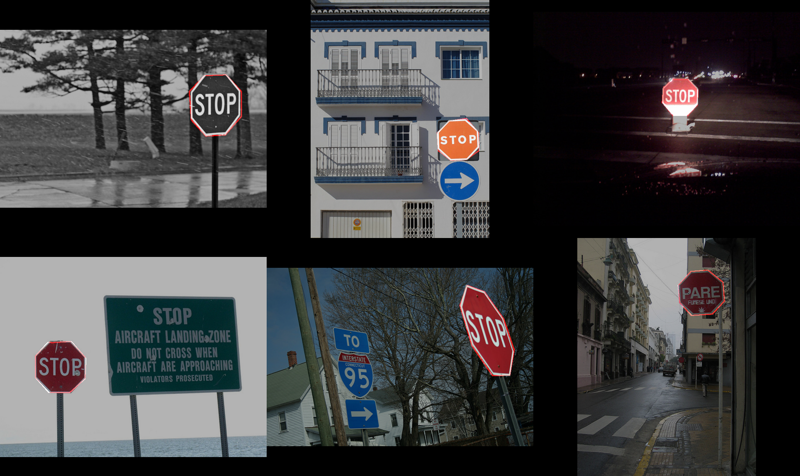 STOP
STOP
STOP
STOP
STOP
AIRCRAFT LANDING ZONE
DO NOT CROSS WHEN
AIRCRAFT ARE APPROACHING
VIOLATORS PROSECUTED
TO
INTERSTATE
95
STOP
PARE